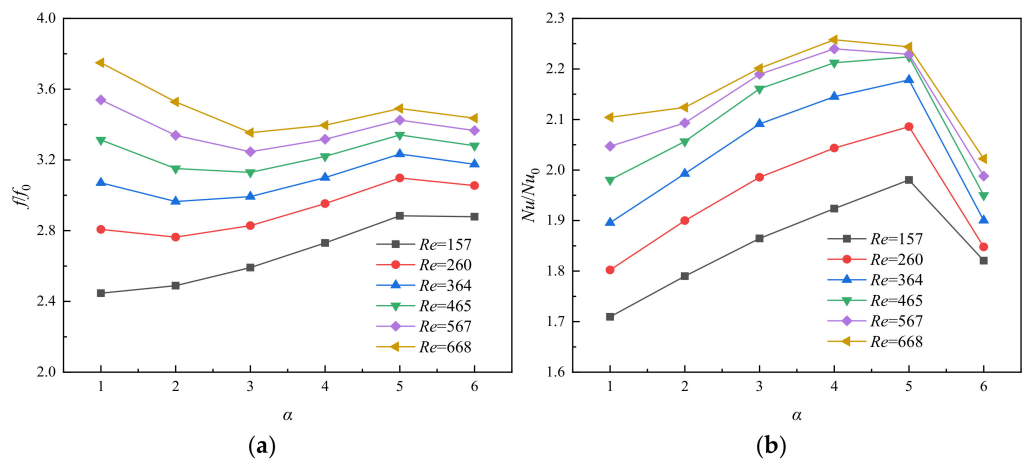 4.0
3.6
3.2
2.8
2.4
2.0
f/f0
1 2 3 4 5 6
α
Re=157
Re=260
Re=364
Re=465
Re=567
Re=668
(a)
2.3
2.2
2.1
2.0
1.9
1.8
1.7
1.6
Nu/Nu0
1 2 3 4 5 6
α
Re=157
Re=260
Re=364
Re=465
Re=567
Re=668
(b)